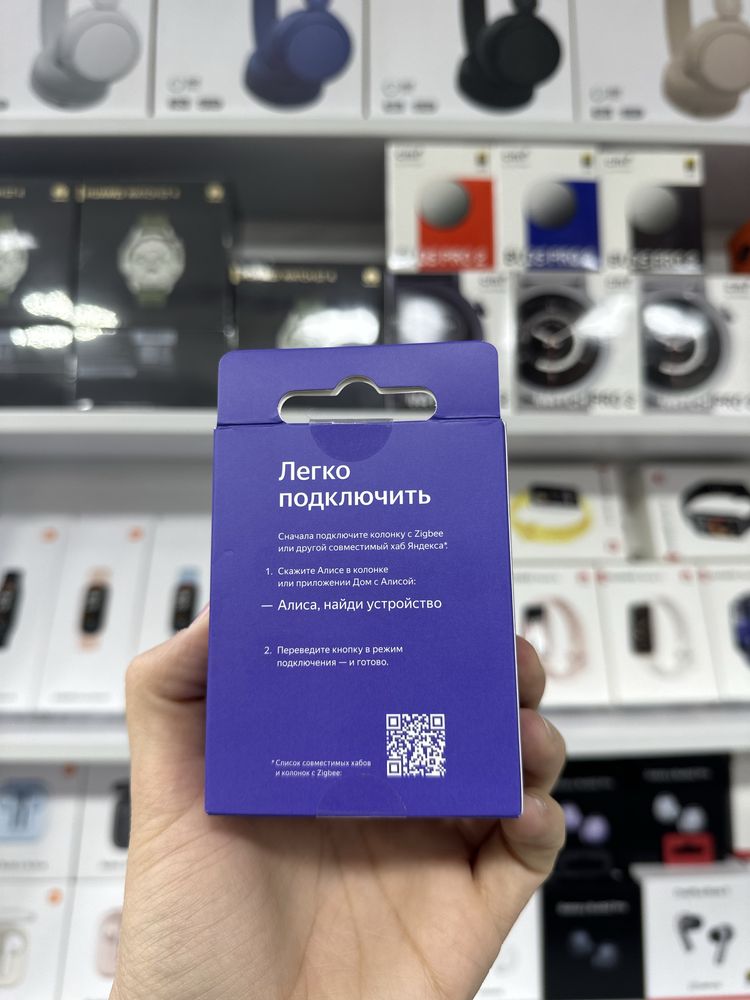 Легко
подключить
Сначала подключите колонку с Zigbee
или другой совместимый хаб Яндекса*.
1. Скажите Алисе в колонке
или приложении Дом с Алисой:
— Алиса, найди устройство
2. Переведите кнопку в режим
подключения — и готово.
* Список совместимых хабов
и колонок с Zigbee: